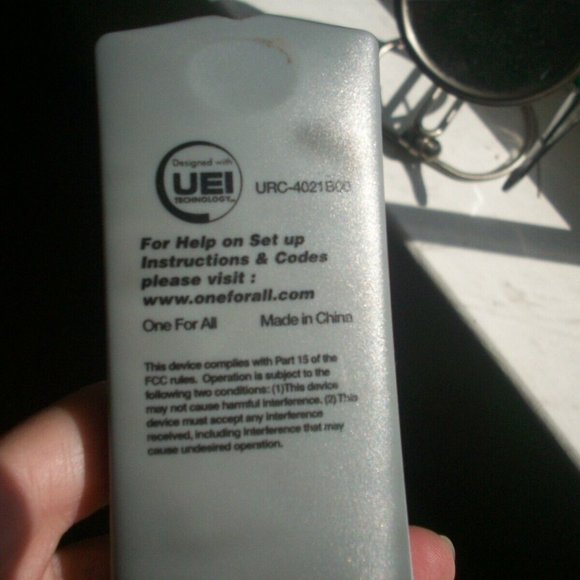 Designed with
UEI
TECHNOLOGY
URC-4021B00
For Help on Set up
Instructions & Codes
please visit :
www.oneforall.com
One For All Made in China
This device complies with Part 15 of the
FCC rules. Operation is subject to the
following two conditions: (1)This device
may not cause harmful interference. (2).This
device must accept any interference
received, including interference that may
cause undesired operation.